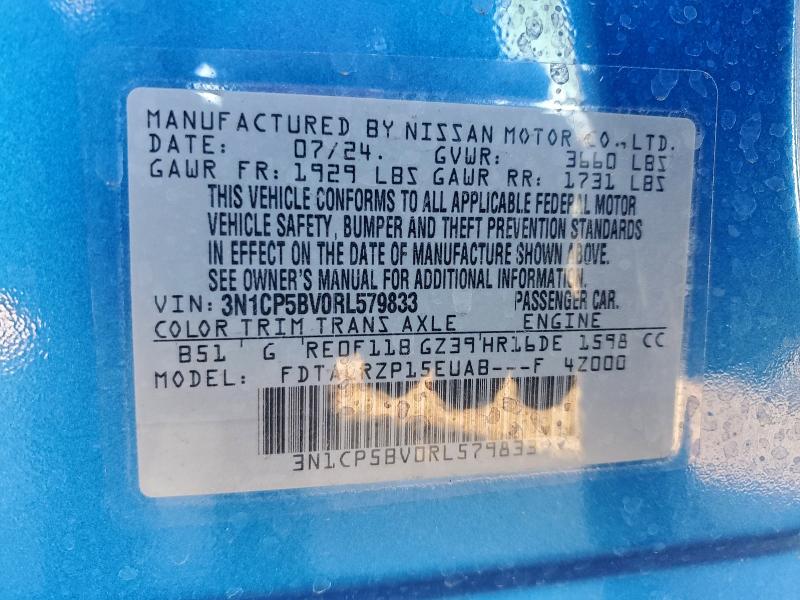 MANUFACTURED BY NISSAN MOTOR CO., LTD.
DATE: 07/24. GVWR: 3660 LBS
GAWR FR: 1929 LBS GAWR RR: 1731 LBS
THIS VEHICLE CONFORMS TO ALL APPLICABLE FEDERAL MOTOR
VEHICLE SAFETY, BUMPER AND THEFT PREVENTION STANDARDS
IN EFFECT ON THE DATE OF MANUFACTURE SHOWN ABOVE.
SEE OWNER'S MANUAL FOR ADDITIONAL INFORMATION.
VIN: 3N1CP5BV0RL579833 PASSENGER CAR.
COLOR TRIM TRANS AXLE ENGINE
B51 G RE0F11B GZ39 HR16DE 1598 CC
MODEL: 4Z000
3N1CP5BV0RL579833